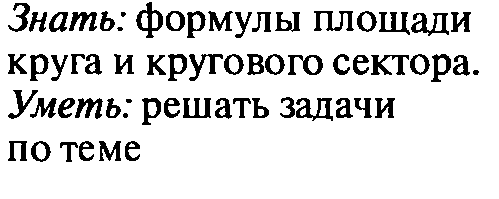 Знать: формулы площади
круга и кругового сектора.
Уметь: решать задачи
по теме